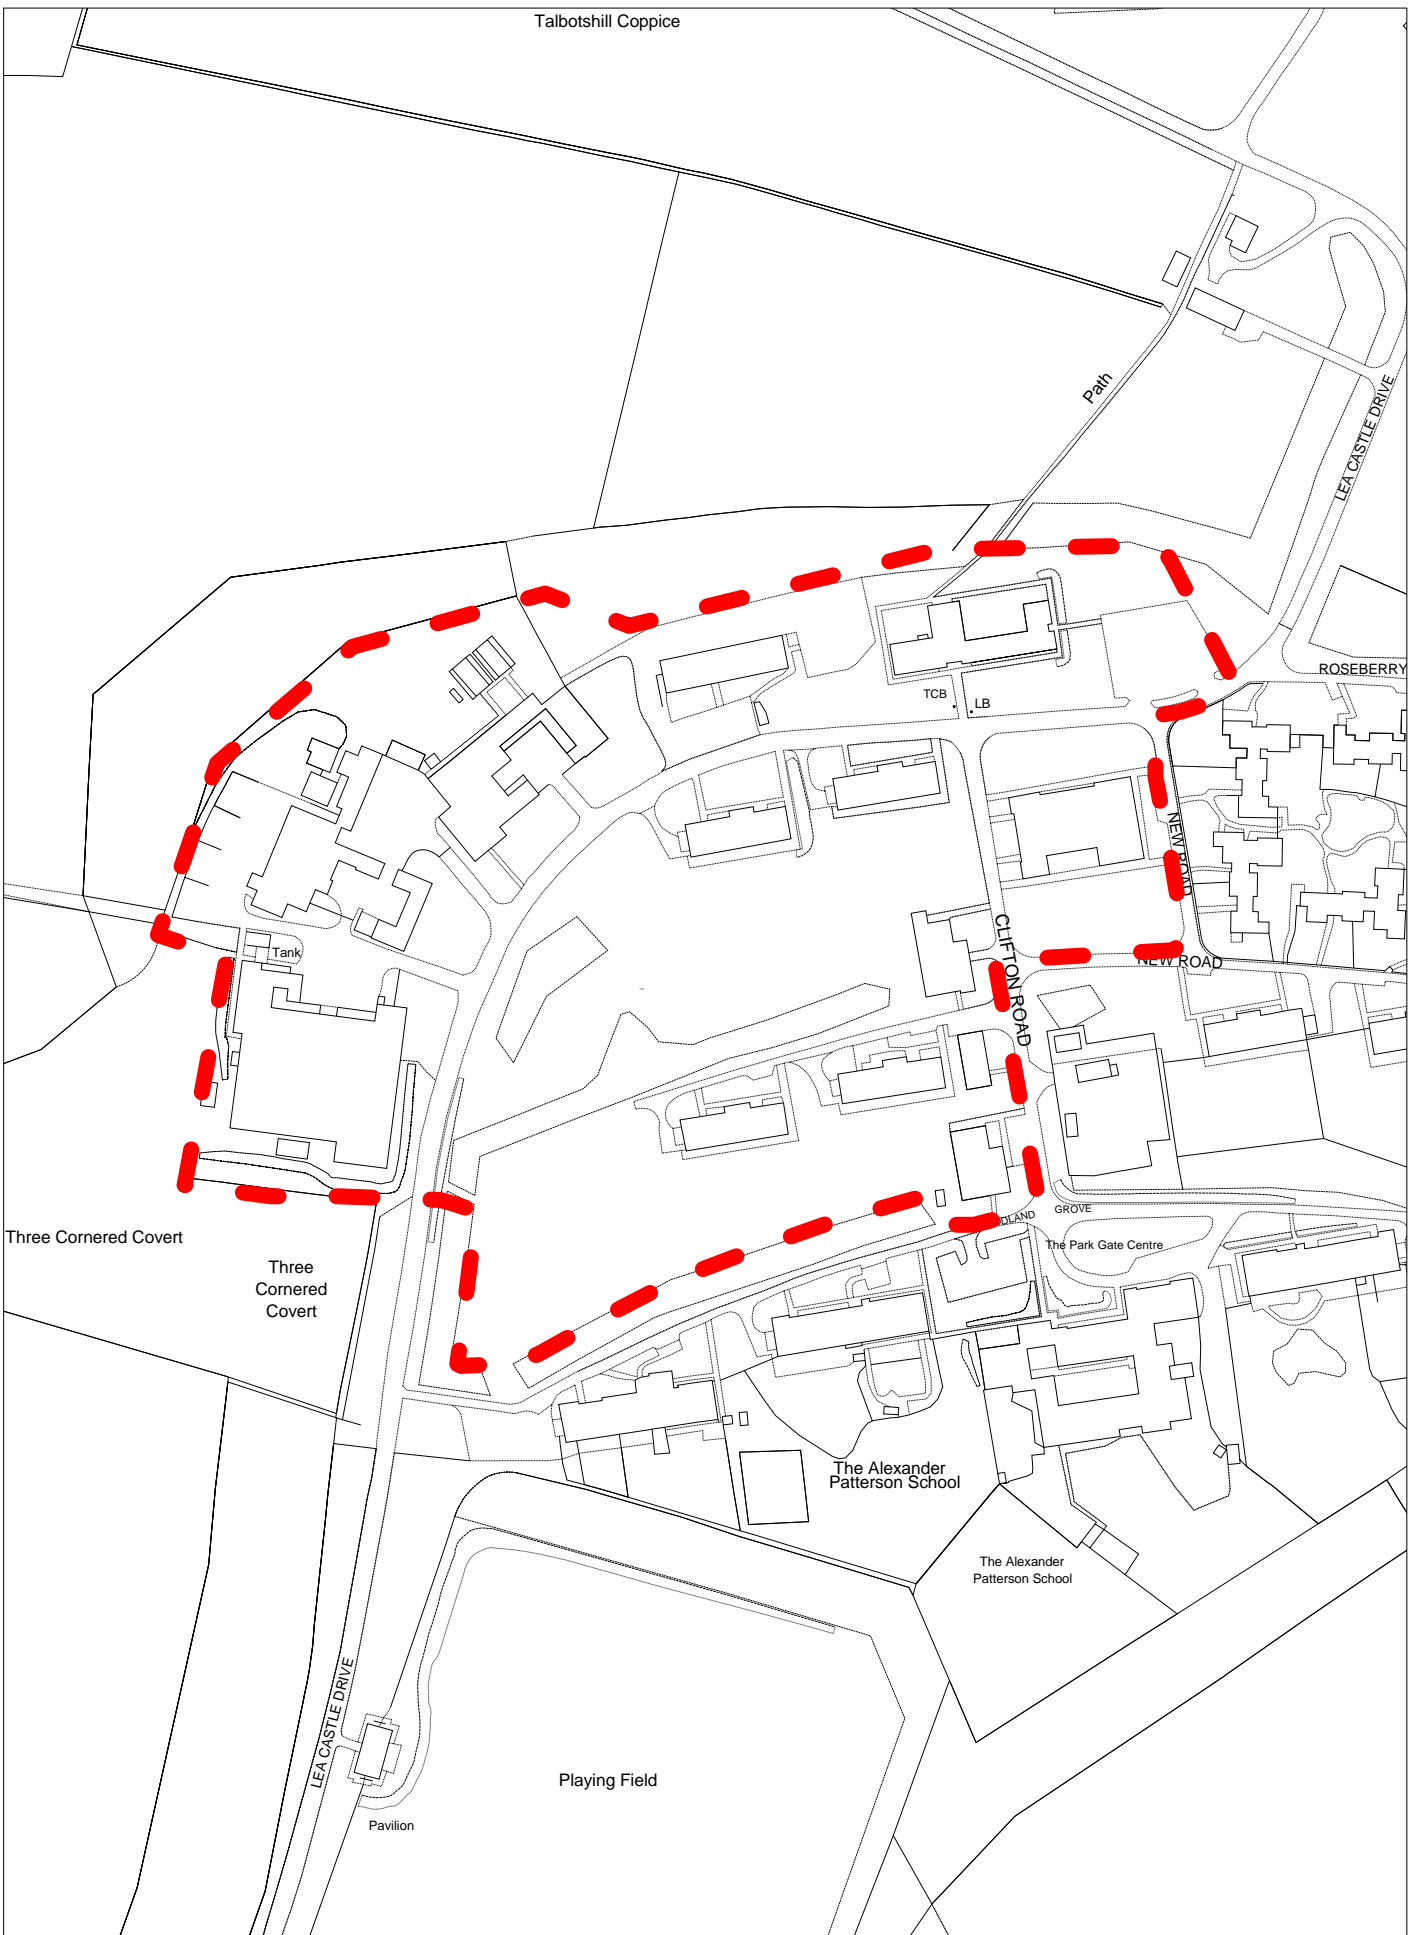 Talbotshill Coppice
Path
LEA CASTLE DRIVE
ROSEBERRY
TCB
LB
NEW ROAD
CLIFTON ROAD
Tank
NEW ROAD
GROVE
Three Cornered Covert
The Park Gate Centre
Three
Cornered
Covert
The Alexander
Patterson School
The Alexander
Patterson School
LEA CASTLE DRIVE
Playing Field
Pavilion